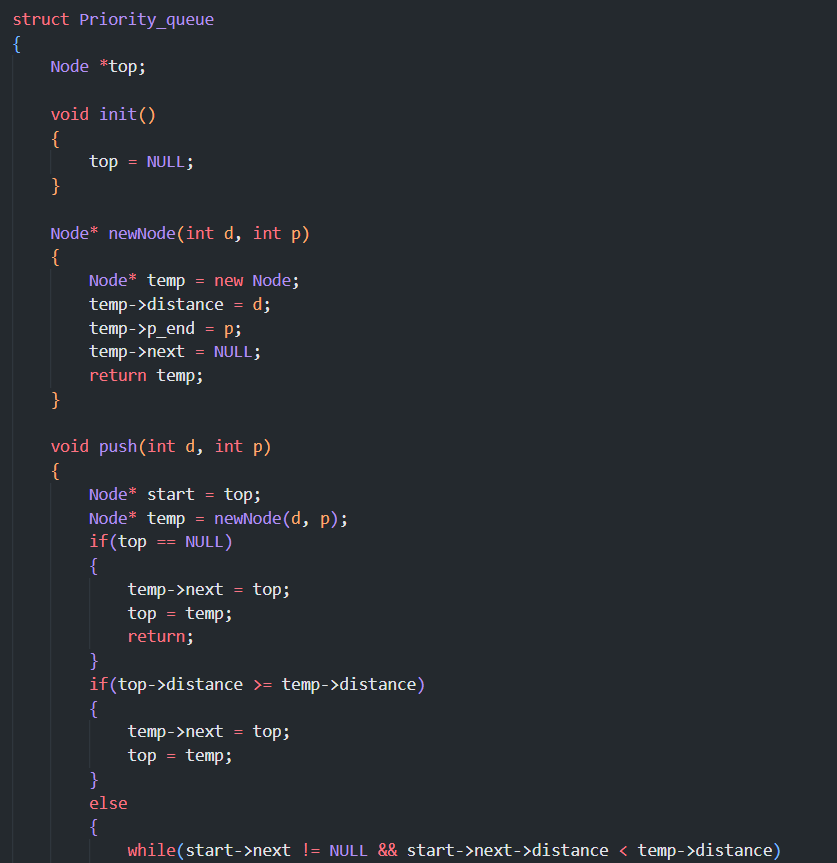 struct Priority_queue
{
    Node *top;

    void init()
    {
        top = NULL;
    }

    Node* newNode(int d, int p)
    {
        Node* temp = new Node;
        temp->distance = d;
        temp->p_end = p;
        temp->next = NULL;
        return temp;
    }

    void push(int d, int p)
    {
        Node* start = top;
        Node* temp = newNode(d, p);
        if(top == NULL)
        {
            temp->next = top;
            top = temp;
            return;
        }
        if(top->distance >= temp->distance)
        {
            temp->next = top;
            top = temp;
        }
        else
        {
            while(start->next != NULL && start->next->distance < temp->distance)